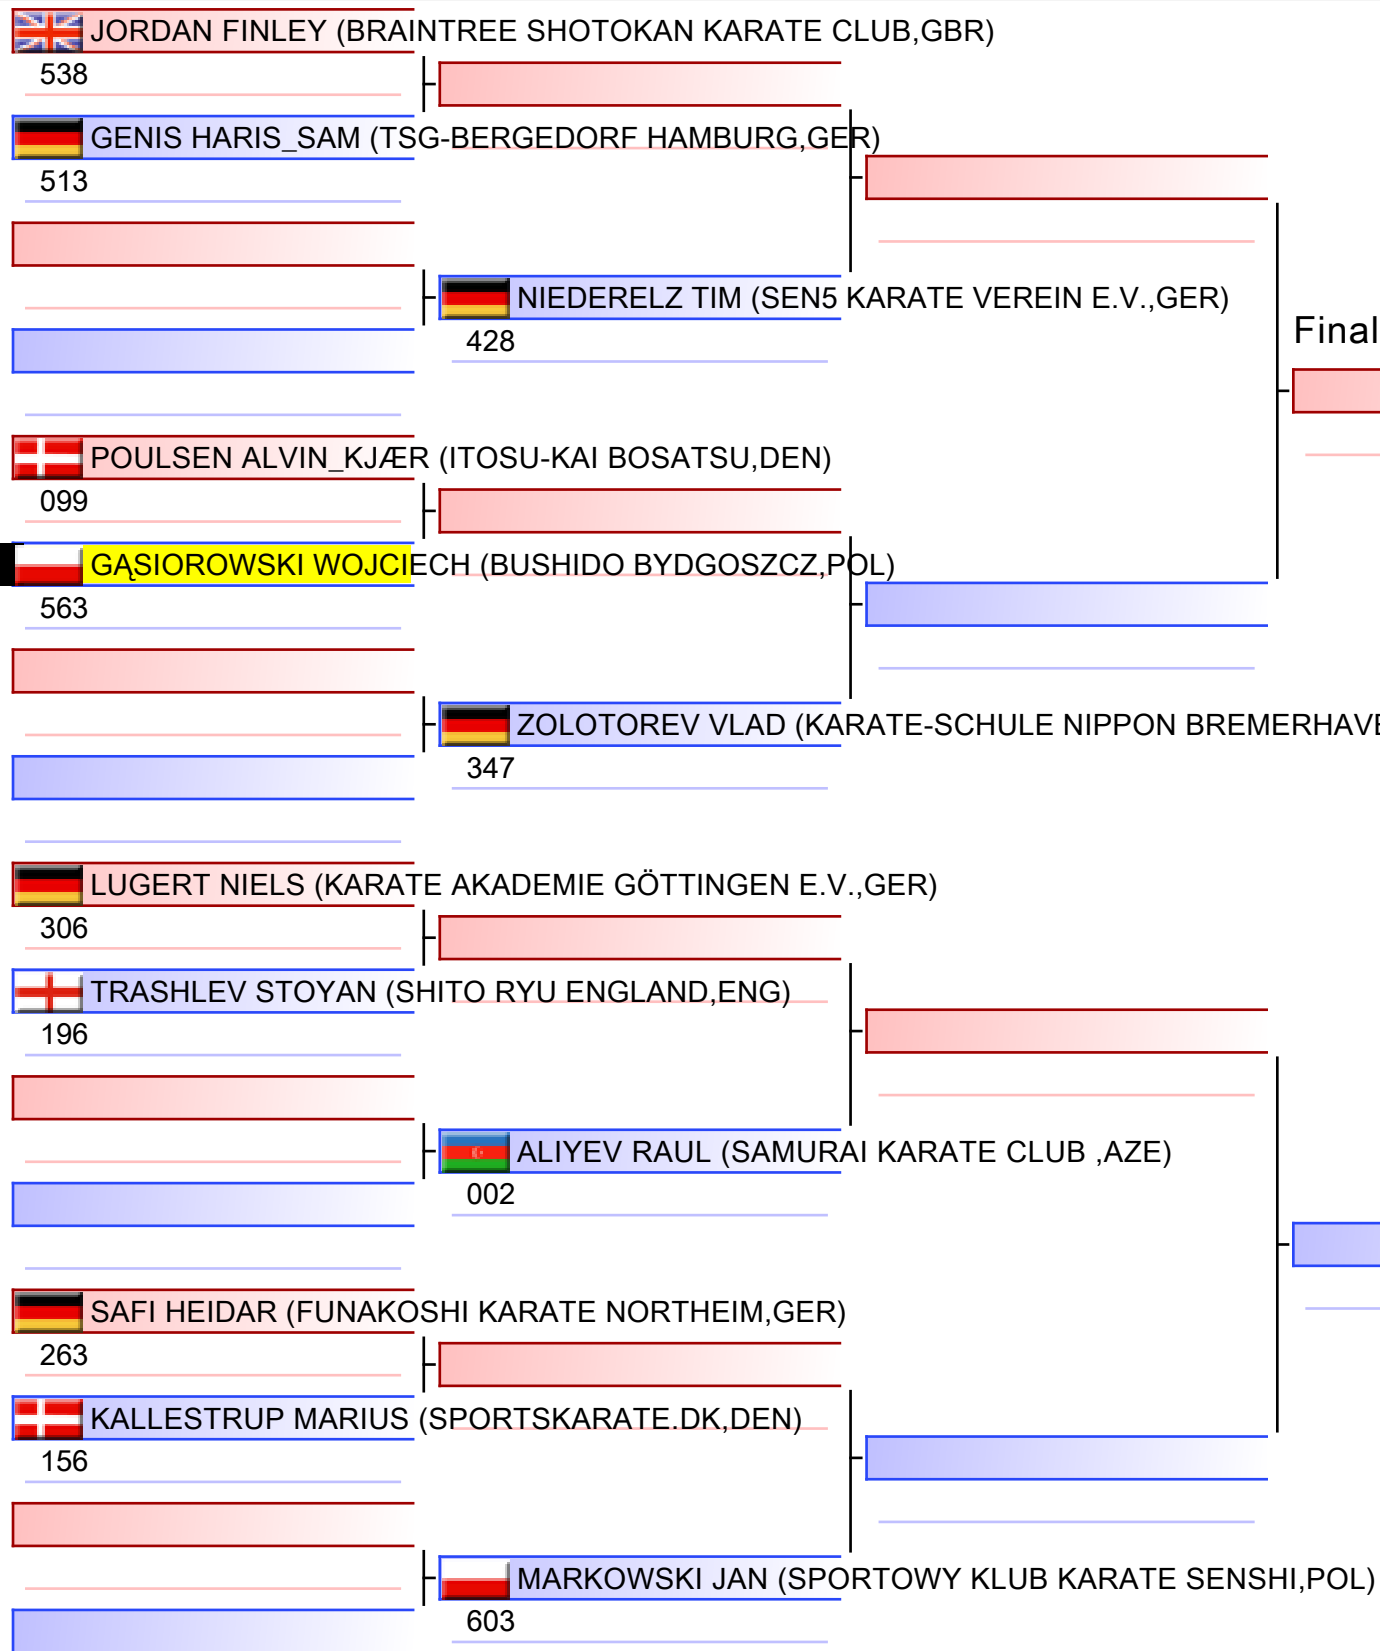 JORDAN FINLEY (BRAINTREE SHOTOKAN KARATE CLUB,GBR)
538
GENIS HARIS_SAM (TSG-BERGEDORF HAMBURG,GER)
513
NIEDERELZ TIM (SEN5 KARATE VEREIN E.V.,GER)
428
Final
POULSEN ALVIN_KJÆR (ITOSU-KAI BOSATSU,DEN)
099
GĄSIOROWSKI WOJCIECH (BUSHIDO BYDGOSZCZ,POL)
563
ZOLOTOREV VLAD (KARATE-SCHULE NIPPON BREMERHAVE
347
LUGERT NIELS (KARATE AKADEMIE GÖTTINGEN E.V.,GER)
306
TRASHLEV STOYAN (SHITO RYU ENGLAND,ENG)
196
ALIYEV RAUL (SAMURAI KARATE CLUB ,AZE)
002
SAFI HEIDAR (FUNAKOSHI KARATE NORTHEIM,GER)
263
KALLESTRUP MARIUS (SPORTSKARATE.DK,DEN)
156
MARKOWSKI JAN (SPORTOWY KLUB KARATE SENSHI,POL)
603